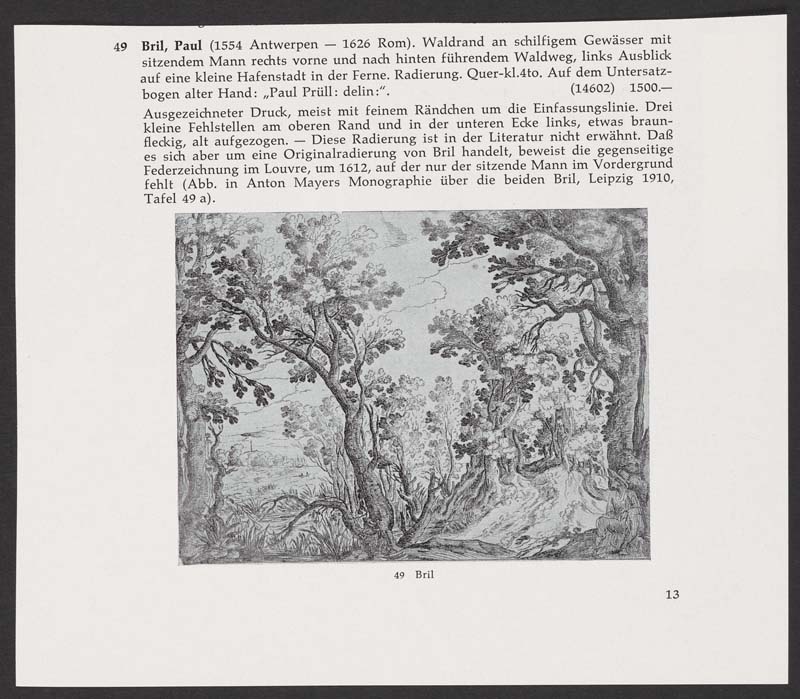 49 Bril, Paul (1554 Antwerpen — 1626 Rom). Waldrand an schilfigem Gewässer mit
sitzendem Mann rechts vorne und nach hinten führendem Waldweg, links Ausblick
auf eine kleine Hafenstadt in der Ferne. Radierung. Quer-kl.4to. Auf dem Untersatz-
bogen alter Hand: „Paul Prüll: delin:“. (14602) 1500.—
Ausgezeichneter Druck, meist mit feinem Rändchen um die Einfassungslinie. Drei
kleine Fehlstellen am oberen Rand und in der unteren Ecke links, etwas braun-
fleckig, alt aufgezogen. — Diese Radierung ist in der Literatur nicht erwähnt. Daß
es sich aber um eine Originalradierung von Bril handelt, beweist die gegenseitige
Federzeichnung im Louvre, um 1612, auf der nur der sitzende Mann im Vordergrund
fehlt (Abb. in Anton Mayers Monographie über die beiden Bril, Leipzig 1910,
Tafel 49 a).
49 Bril
13